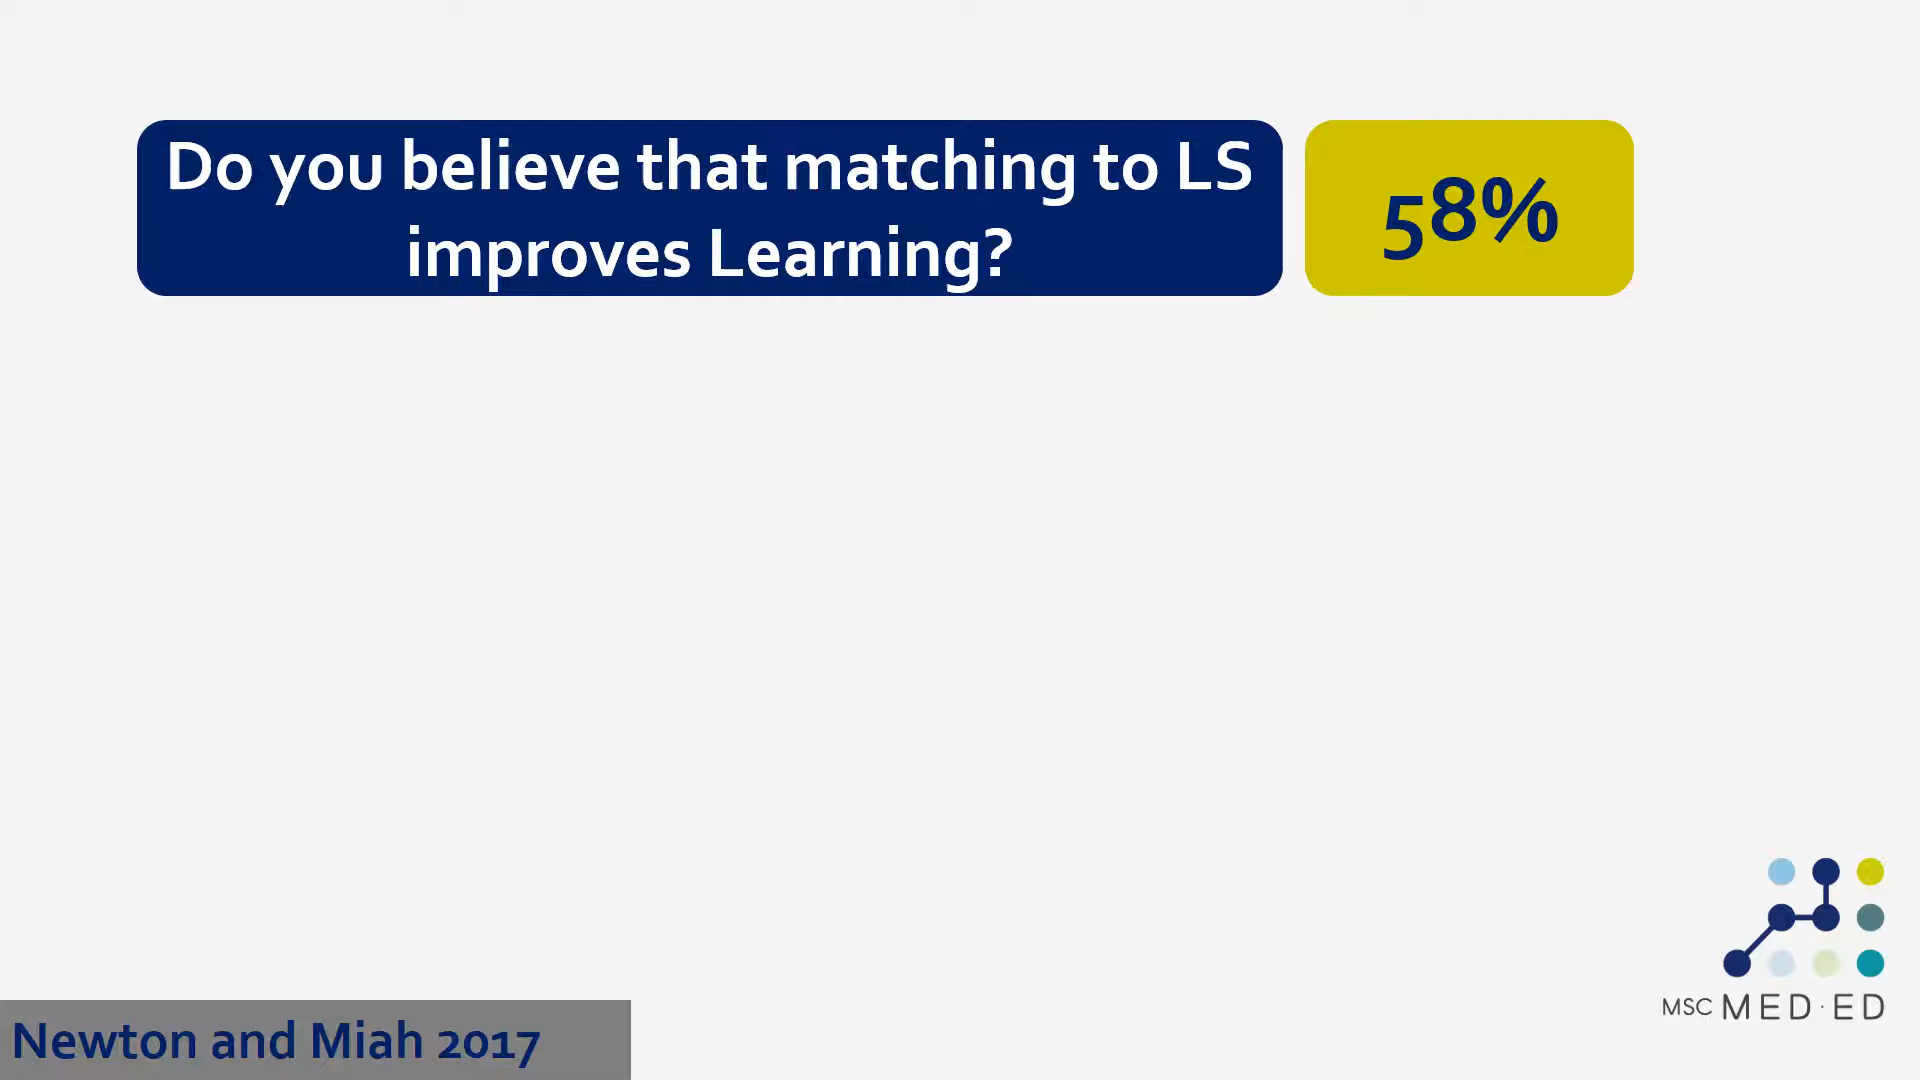 Do you believe that matching to LS
improves Learning?
58%
MSC MED·ED
Newton and Miah 2017